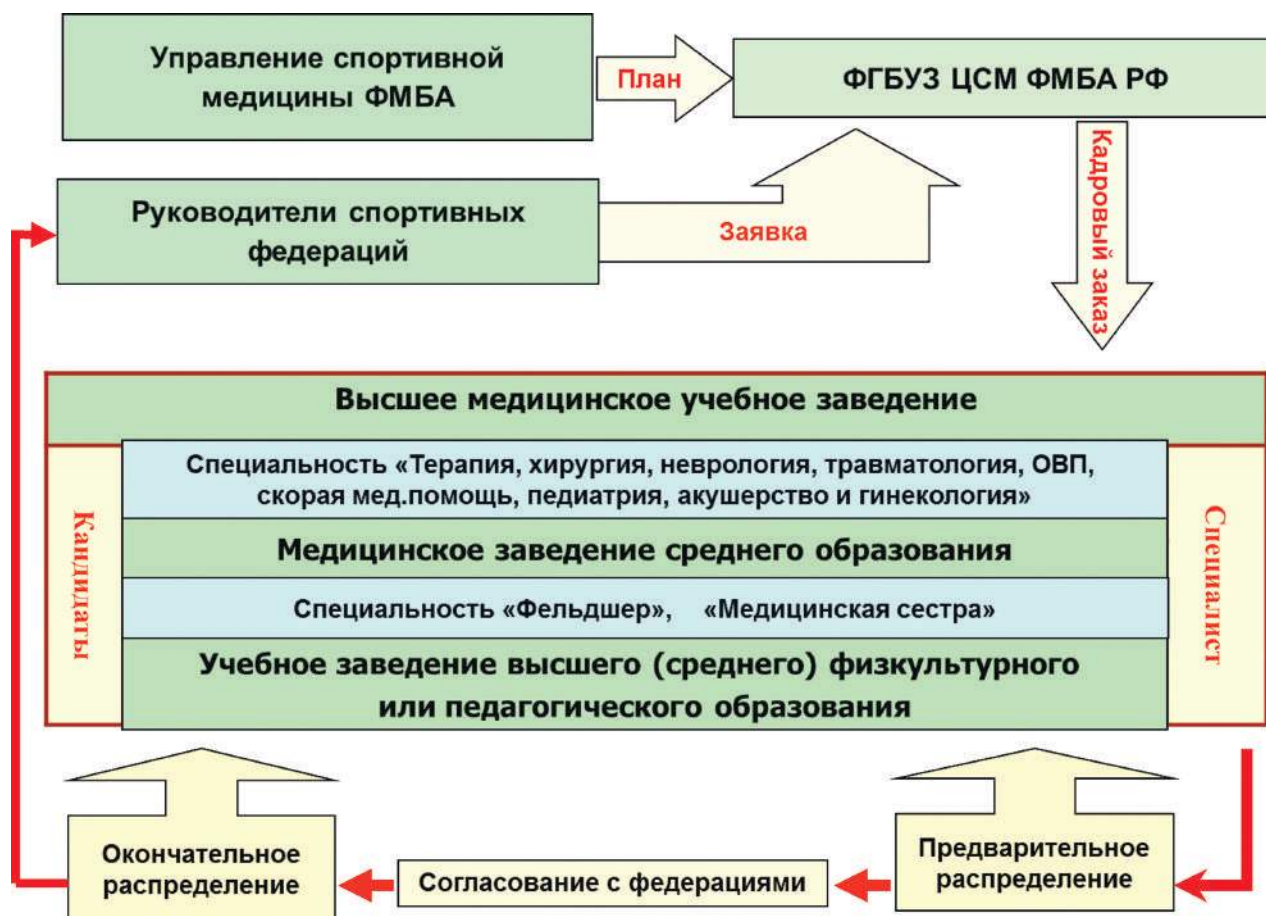 Управление спортивной
медицины ФМБА
План
ФГБУЗ ЦСМ ФМБА РФ
Руководители спортивных
федераций
Заявка
Кадровый заказ
Высшее медицинское учебное заведение
Кандидаты
Специальность «Терапия, хирургия, неврология, травматология, ОВП,
скорая мед.помощь, педиатрия, акушерство и гинекология»
Медицинское заведение среднего образования
Специальность «Фельдшер», «Медицинская сестра»
Учебное заведение высшего (среднего) физкультурного
или педагогического образования
Специалист
Окончательное
распределение
Согласование с федерациями
Предварительное
распределение